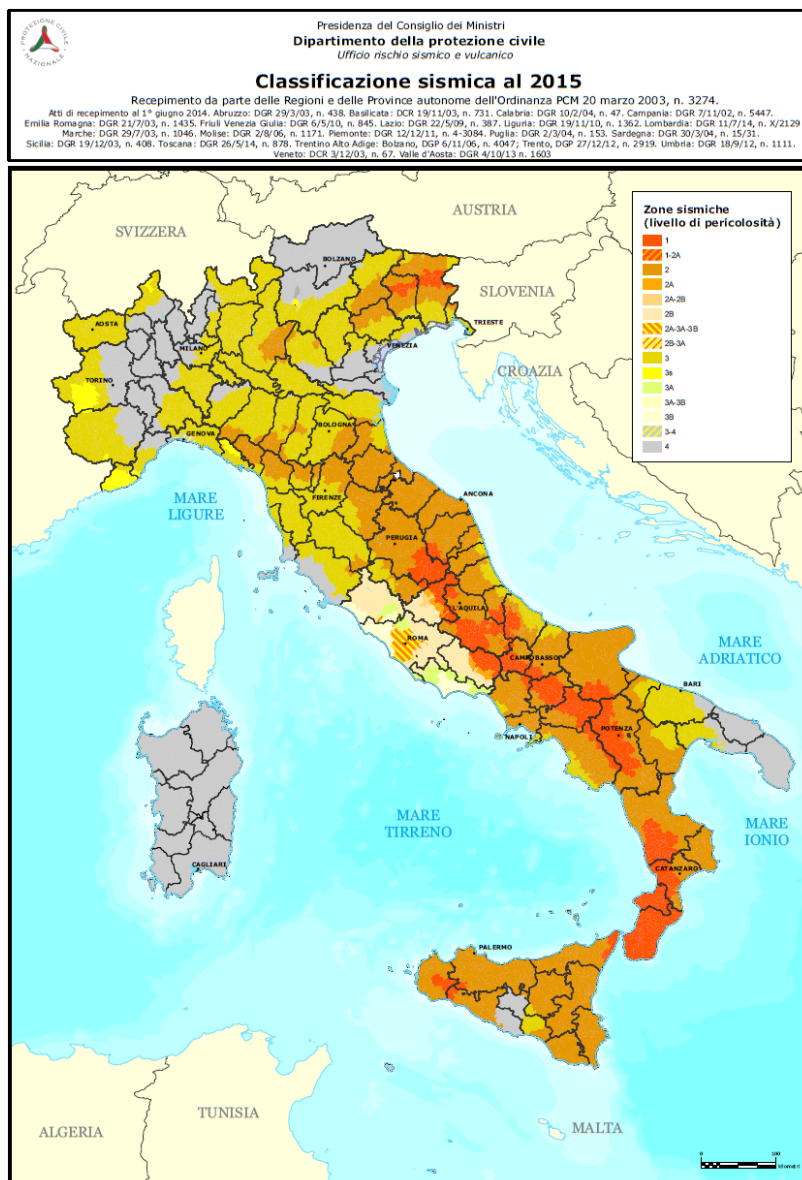 PROTEZIONE CIVILE
NAZIONALE
Presidenza del Consiglio dei Ministri
Dipartimento della protezione civile
Ufficio rischio sismico e vulcanico
Classificazione sismica al 2015
Recepimento da parte delle Regioni e delle Province autonome dell'Ordinanza PCM 20 marzo 2003, n. 3274.
Atti di recepimento al 1° giugno 2014. Abruzzo: DGR 29/3/03, n. 438. Basilicata: DCR 19/11/03, n. 731. Calabria: DGR 10/2/04, n. 47. Campania: DGR 7/11/02, n. 5447.
Emilia Romagna: DGR 21/7/03, n. 1435. Friuli Venezia Giulia: DGR 6/5/10, n. 845. Lazio: DGR 22/5/09, n. 387. Liguria: DGR 19/11/10, n. 1362. Lombardia: DGR 11/7/14, n. X/2129
Marche: DGR 29/7/03, n. 1046. Molise: DGR 2/8/06, n. 1171. Piemonte: DGR 12/12/11, n. 4-3084. Puglia: DGR 2/3/04, n. 153. Sardegna: DGR 30/3/04, n. 15/31.
Sicilia: DGR 19/12/03, n. 408. Toscana: DGR 26/5/14, n. 878. Trentino Alto Adige: Bolzano, DGP 6/11/06, n. 4047; Trento, DGP 27/12/12, n. 2919. Umbria: DGR 18/9/12, n. 1111.
Veneto: DCR 3/12/03, n. 67. Valle d'Aosta: DGR 4/10/13 n. 1603
Zone sismiche
(livello di pericolosità)
1
1-2A
2
2A
2A-2B
2B
2A-3A-3B
2B-3A
3
3s
3A
3A-3B
3B
3-4
4
AUSTRIA
SVIZZERA
BOLZANO
SLOVENIA
AOSTA
TRIESTE
MILANO
VENEZIA
CROAZIA
TORINO
BOLOGNA
GENOVA
MARE
LIGURE
FIRENZE
ANCONA
PERUGIA
L'AQUILA
ROMA
CAMPOBASSO
MARE
ADRIATICO
BARI
NAPOLI
POTENZA
MARE
TIRRENO
MARE
IONIO
CAGLIARI
CATANZARO
PALERMO
TUNISIA
ALGERIA
MALTA
0
100
kilometri